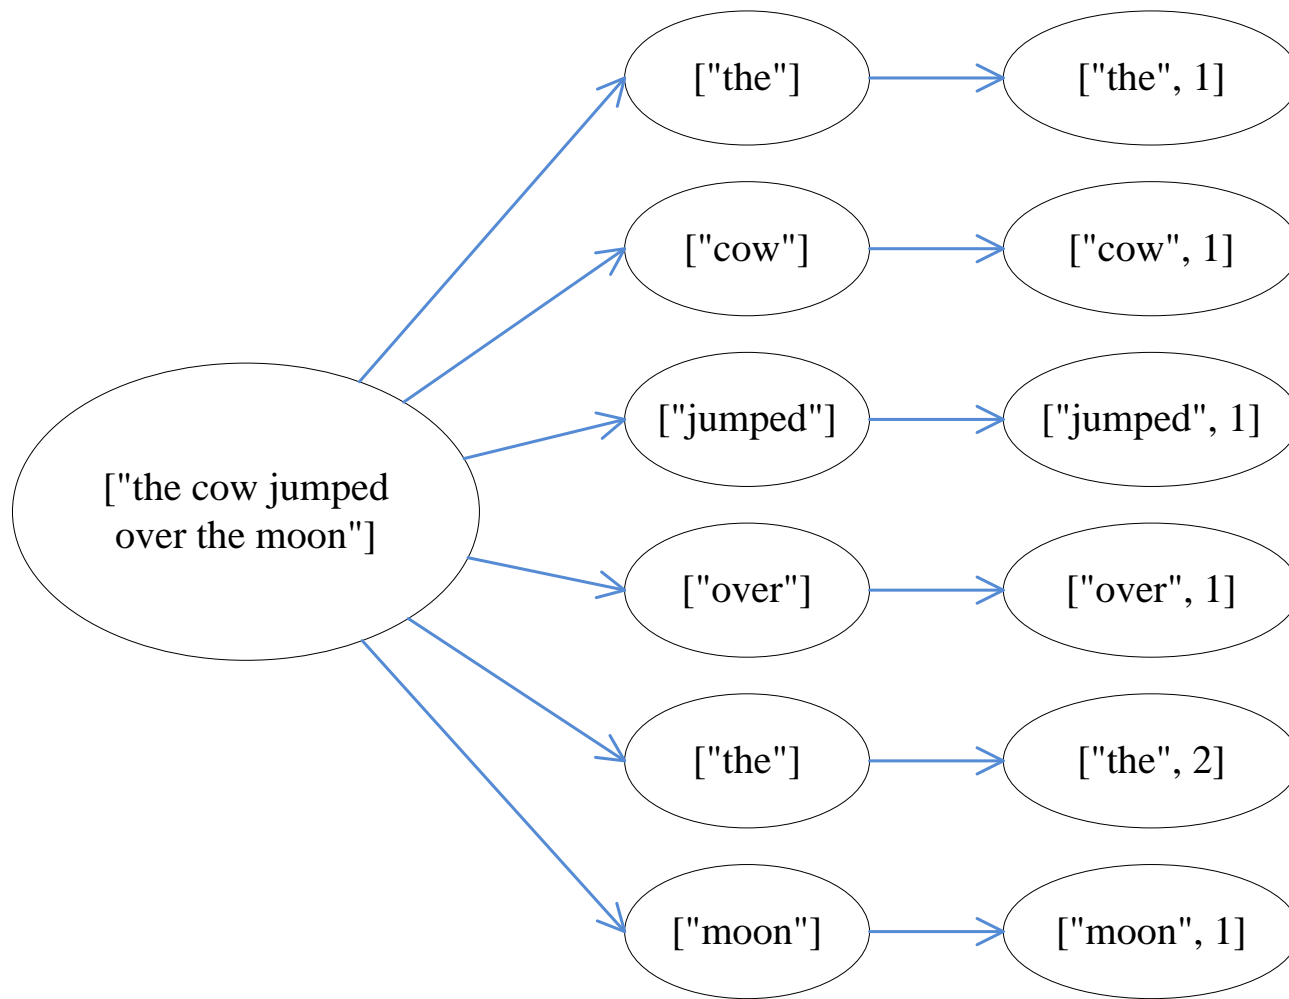 ["the"]
["the", 1]
["cow"]
["cow", 1]
["jumped"]
["jumped", 1]
["the cow jumped
over the moon"]
["over"]
["over", 1]
["the"]
["the", 2]
["moon"]
["moon", 1]